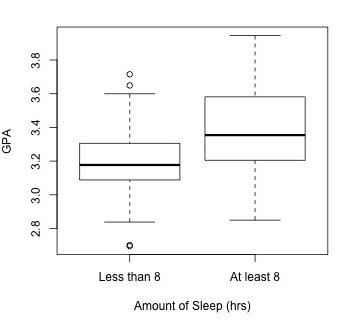 3.8
3.6
3.4
3.2
3.0
2.8
GPA
Less than 8 At least 8
Amount of Sleep (hrs)